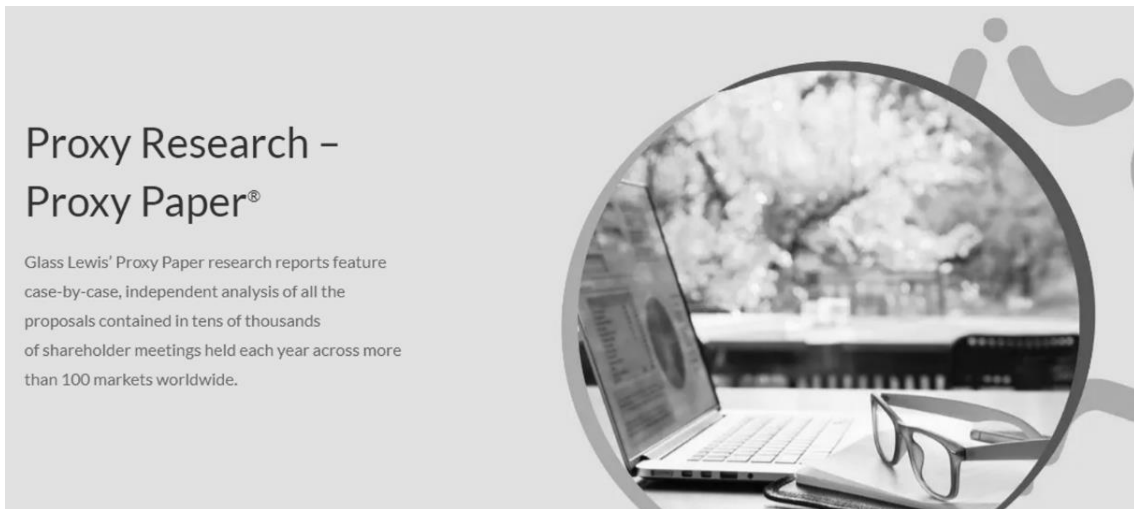 Proxy Research –
Proxy Paper®
Glass Lewis’ Proxy Paper research reports feature
case-by-case, independent analysis of all the
proposals contained in tens of thousands
of shareholder meetings held each year across more
than 100 markets worldwide.